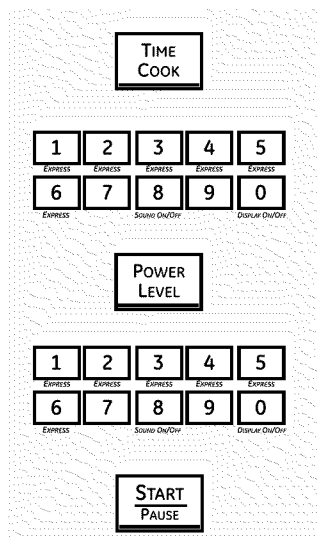 TIME
COOK
1 2 3 4 5
EXPRESS EXPRESS EXPRESS EXPRESS EXPRESS
6 7 8 9 0
EXPRESS SOUND ON/OFF DISPLAY ON/OFF
POWER
LEVEL
1 2 3 4 5
EXPRESS EXPRESS EXPRESS EXPRESS EXPRESS
6 7 8 9 0
EXPRESS SOUND ON/OFF DISPLAY ON/OFF
START
PAUSE